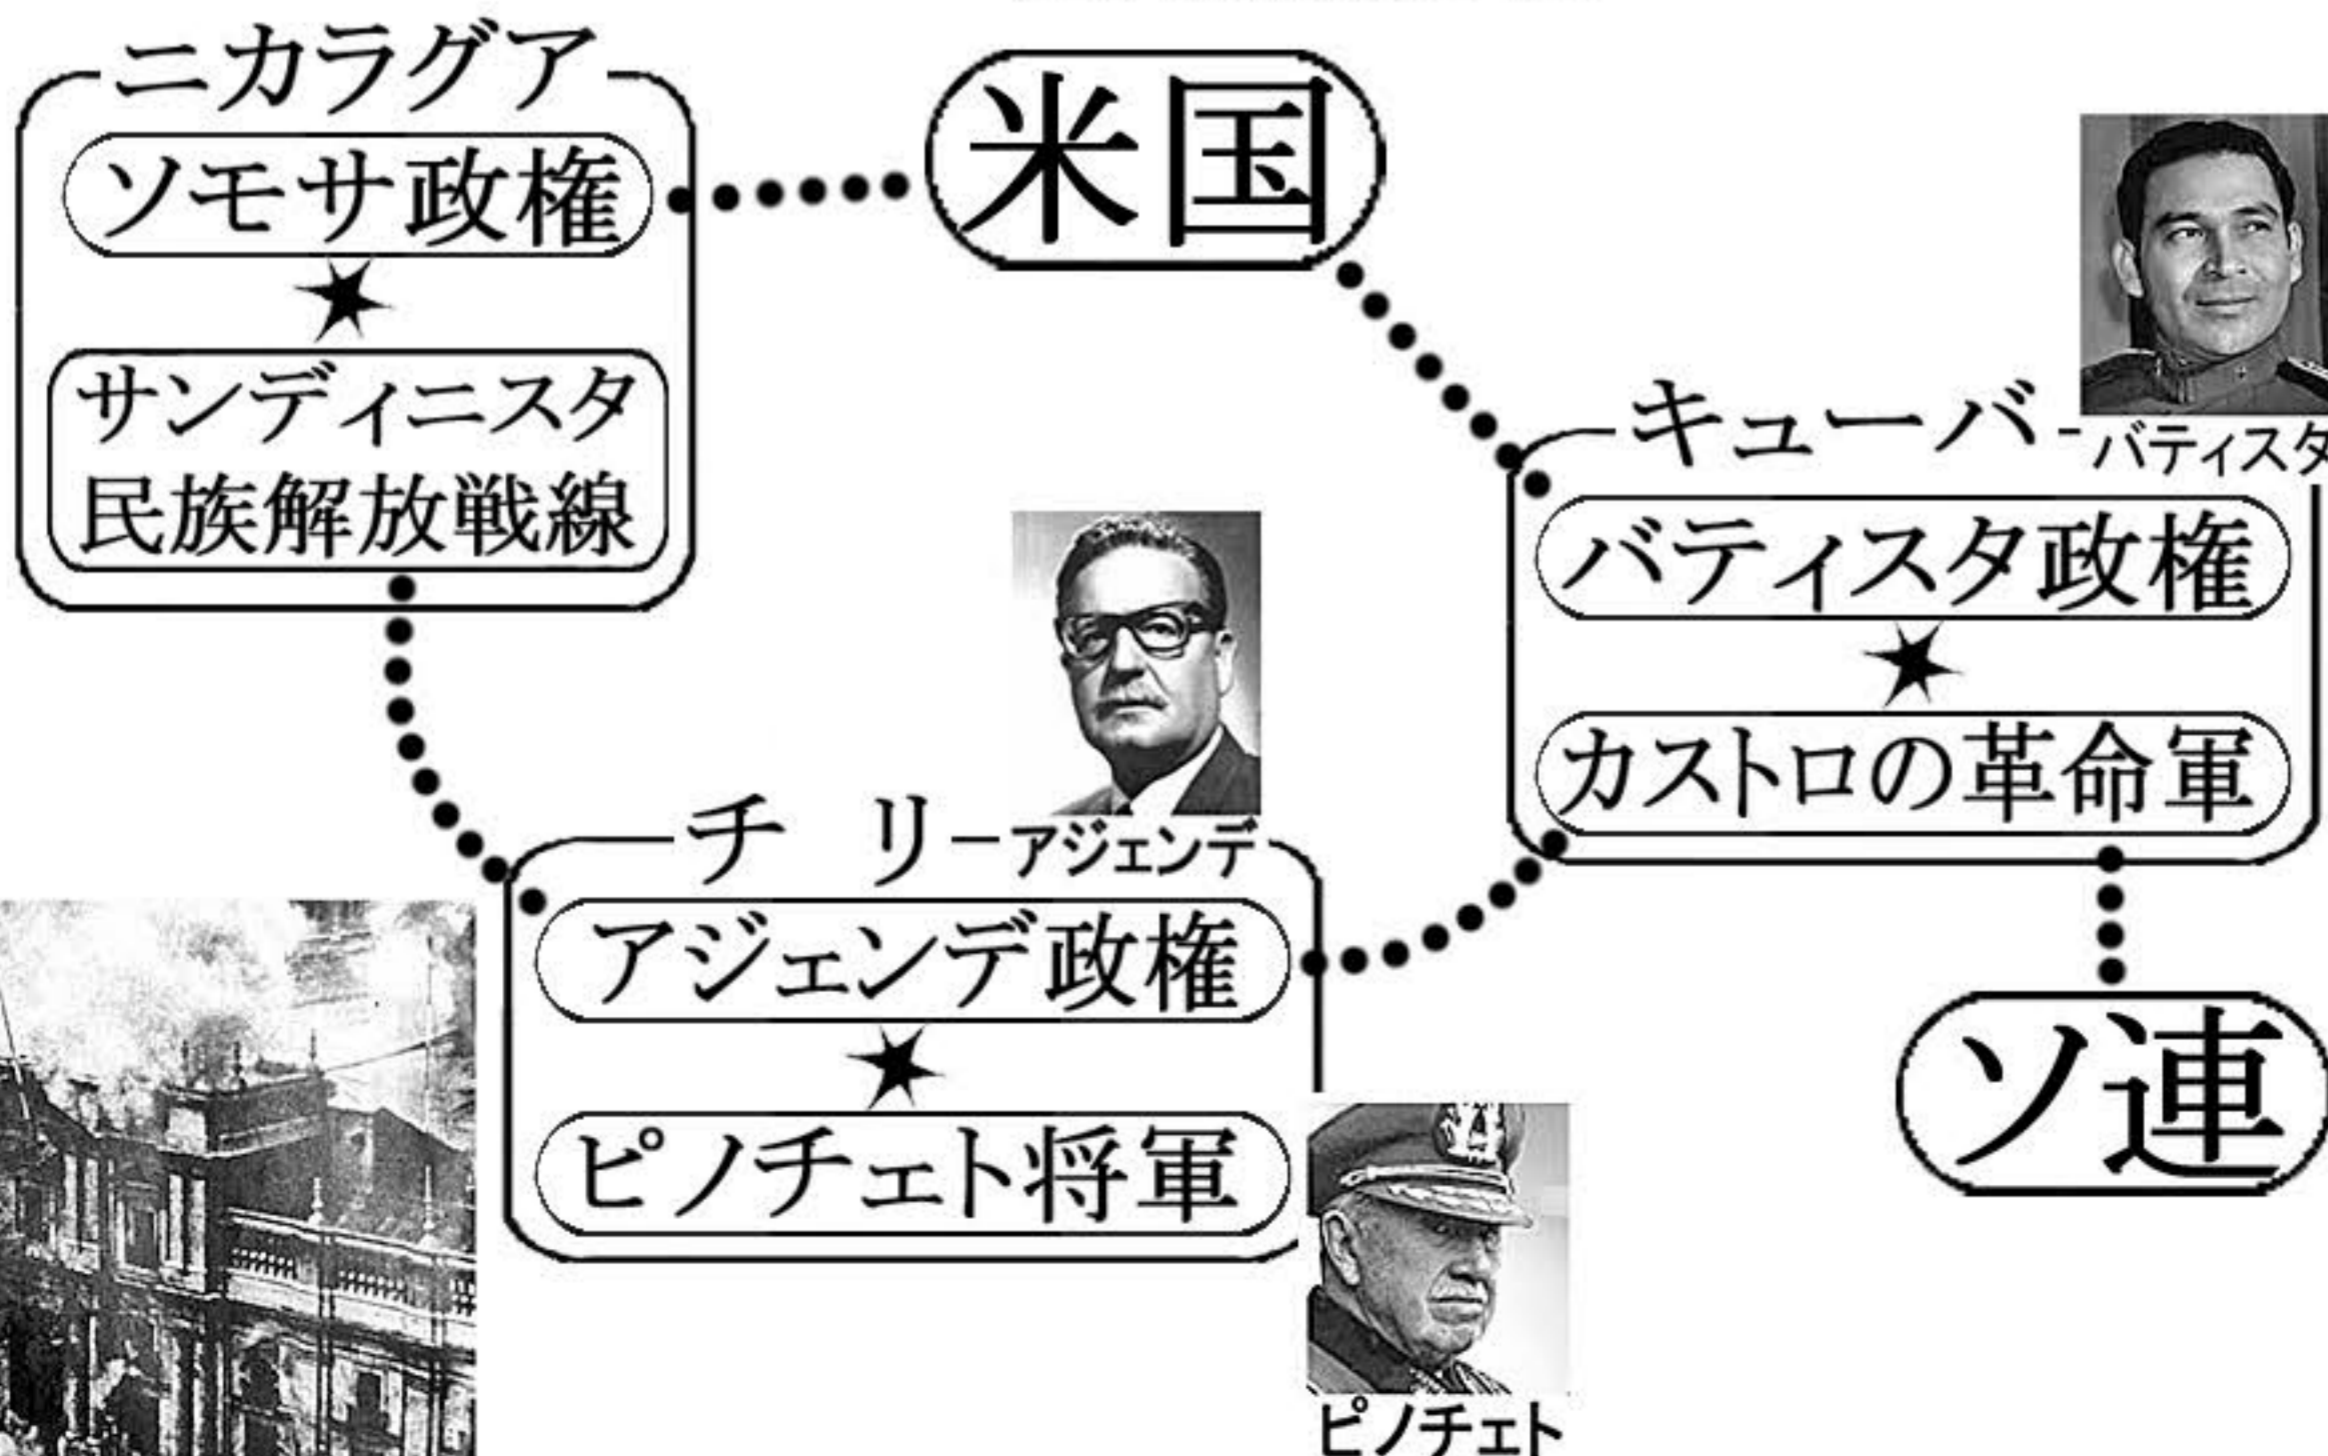 ニカラグア
ソモサ政権
サンディニスタ
民族解放戦線
米国
キューバ
バティスタ
バティスタ政権
カストロの革命軍
チリ
アジェンデ
アジェンデ政権
ピノチェト将軍
ピノチェト
ソ連